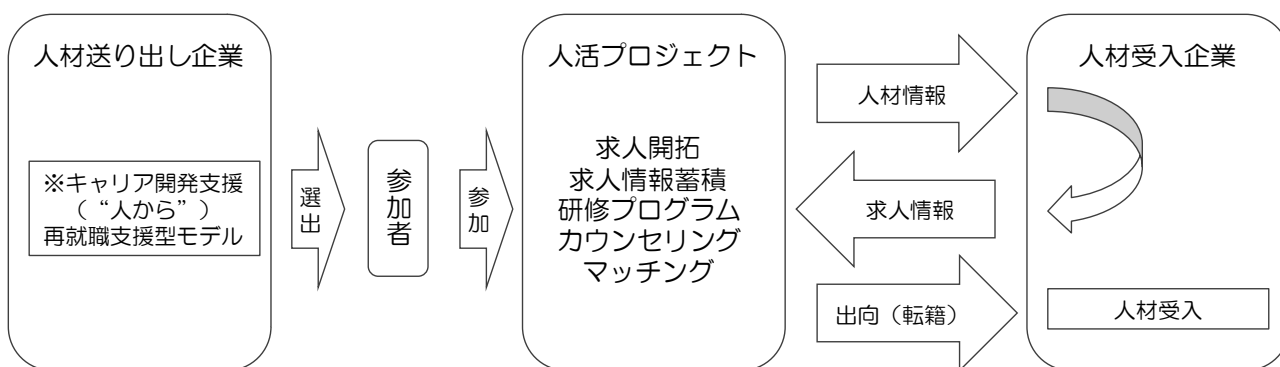 人材送り出し企業
※キャリア開発支援
（“人から”）
再就職支援型モデル
選出
参加者
参加
人活プロジェクト
求人開拓
求人情報蓄積
研修プログラム
カウンセリング
マッチング
人材情報
求人情報
出向（転籍）
人材受入企業
人材受入